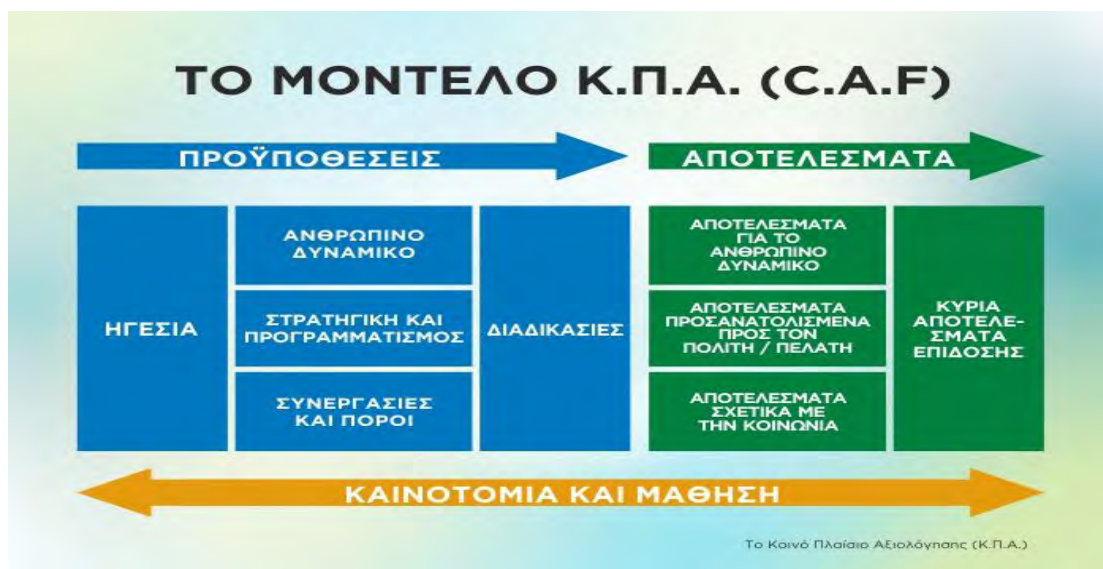 ΤΟ ΜΟΝΤΕΛΟ Κ.Π.Α. (C.A.F)
ΠΡΟΫΠΟΘΕΣΕΙΣ
ΑΠΟΤΕΛΕΣΜΑΤΑ
ΗΓΕΣΙΑ
ΑΝΘΡΩΠΙΝΟ
ΔΥΝΑΜΙΚΟ
ΣΤΡΑΤΗΓΙΚΗ ΚΑΙ
ΠΡΟΓΡΑΜΜΑΤΙΣΜΟΣ
ΣΥΝΕΡΓΑΣΙΕΣ
ΚΑΙ ΠΟΡΟΙ
ΔΙΑΔΙΚΑΣΙΕΣ
ΑΠΟΤΕΛΕΣΜΑΤΑ
ΓΙΑ ΤΟ
ΑΝΘΡΩΠΙΝΟ
ΔΥΝΑΜΙΚΟ
ΑΠΟΤΕΛΕΣΜΑΤΑ
ΠΡΟΣΑΝΑΤΟΛΙΣΜΕΝΑ
ΠΡΟΣ ΤΟΝ
ΠΟΛΙΤΗ / ΠΕΛΑΤΗ
ΑΠΟΤΕΛΕΣΜΑΤΑ
ΣΧΕΤΙΚΑ ΜΕ
ΤΗΝ ΚΟΙΝΩΝΙΑ
ΚΥΡΙΑ
ΑΠΟΤΕΛΕ-
ΣΜΑΤΑ
ΕΠΙΔΟΣΗΣ
ΚΑΙΝΟΤΟΜΙΑ ΚΑΙ ΜΑΘΗΣΗ
Το Κοινό Πλαίσιο Αξιολόγησης (Κ.Π.Α.)